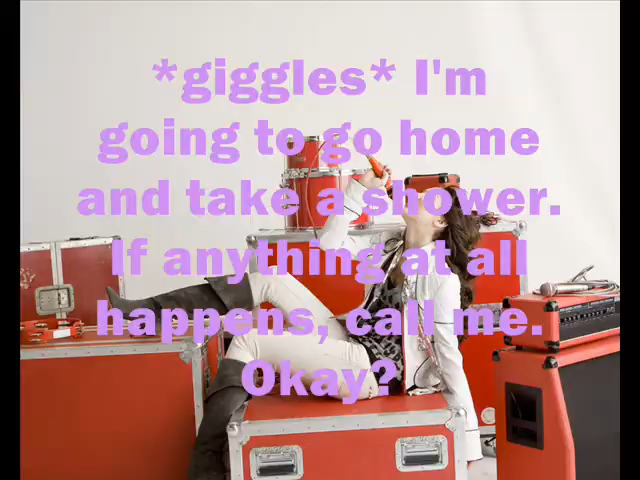 *giggles* I'm
going to go home
and take a shower.
If anything at all
happens, call me.
Okay?